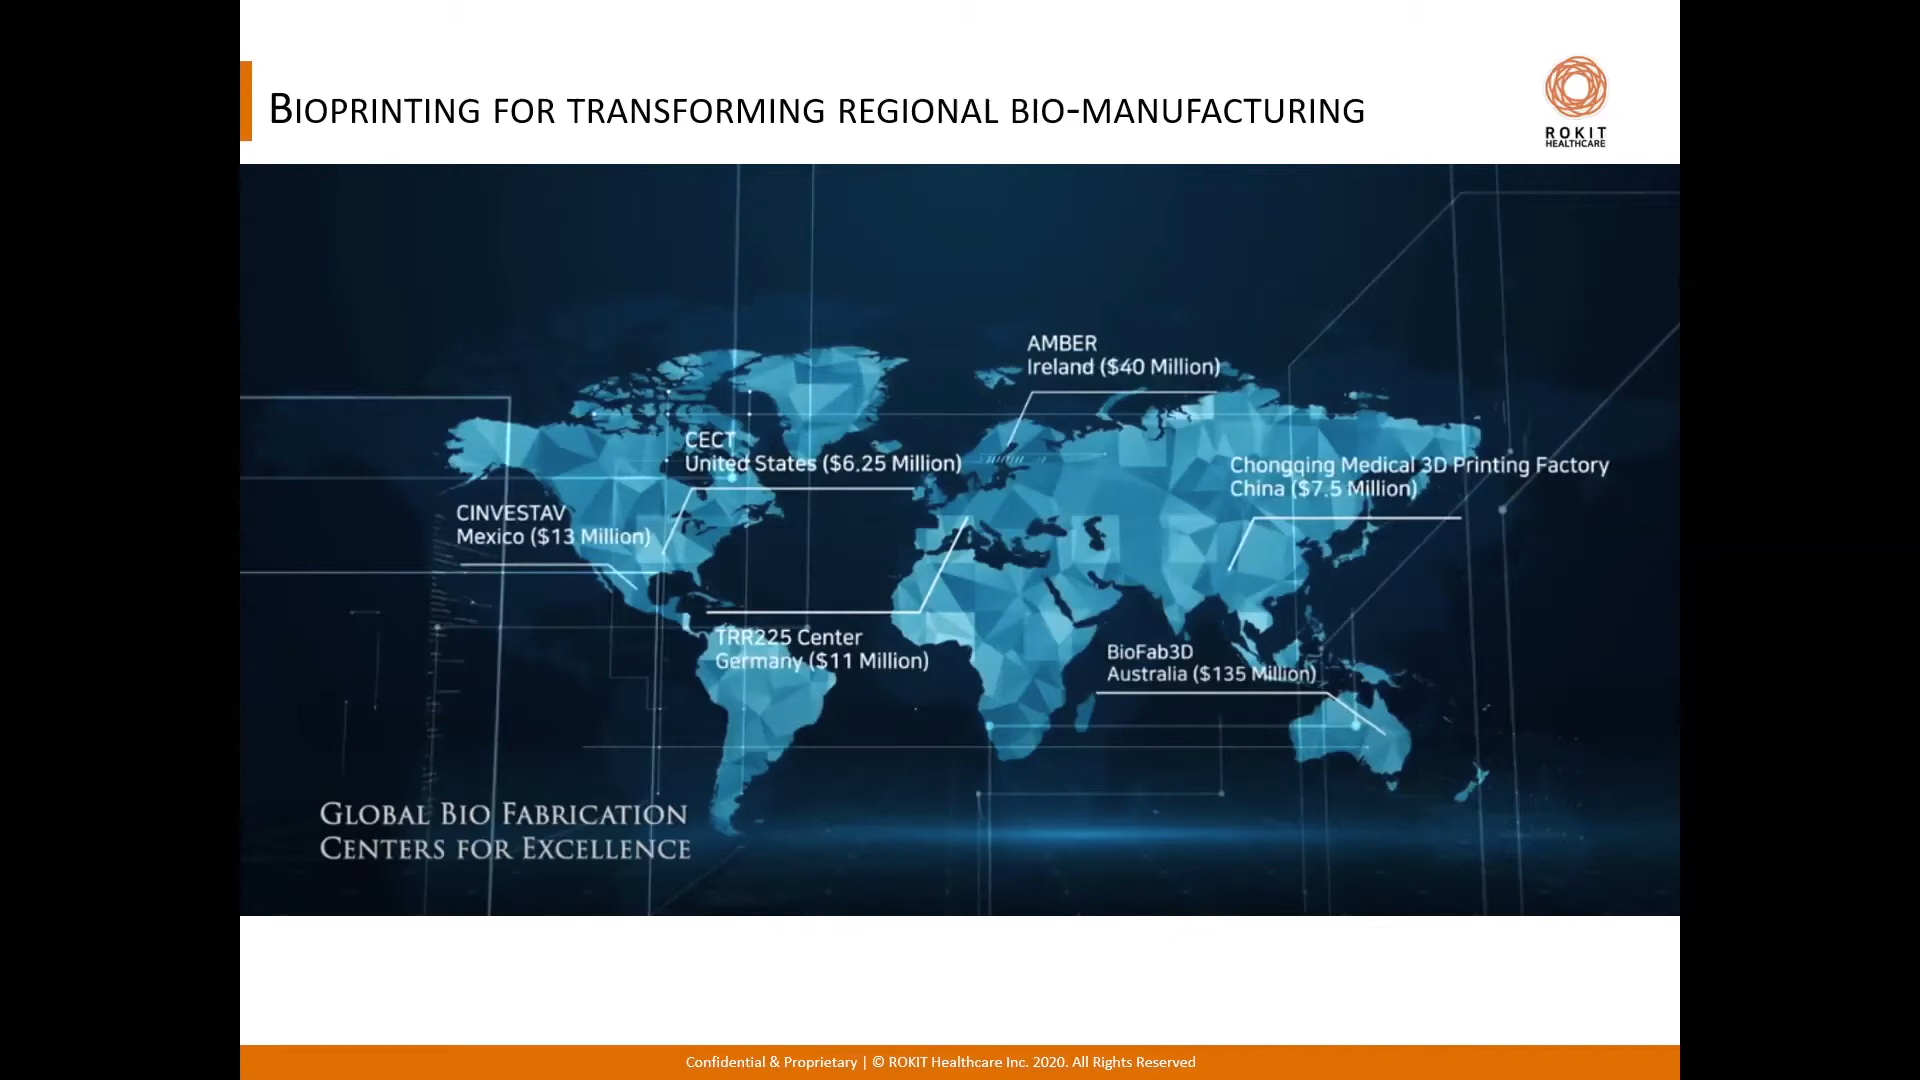 BIOPRINTING FOR TRANSFORMING REGIONAL BIO-MANUFACTURING
ROKIT
HEALTHCARE
AMBER
Ireland ($40 Million)
CECT
United States ($6.25 Million)
Chongqing Medical 3D Printing Factory
China ($7.5 Million)
CINVESTAV
Mexico ($13 Million)
TRR225 Center
Germany ($11 Million)
BioFab3D
Australia ($135 Million)
GLOBAL BIO FABRICATION
CENTERS FOR EXCELLENCE
Confidential & Proprietary | © ROKIT Healthcare Inc. 2020. All Rights Reserved